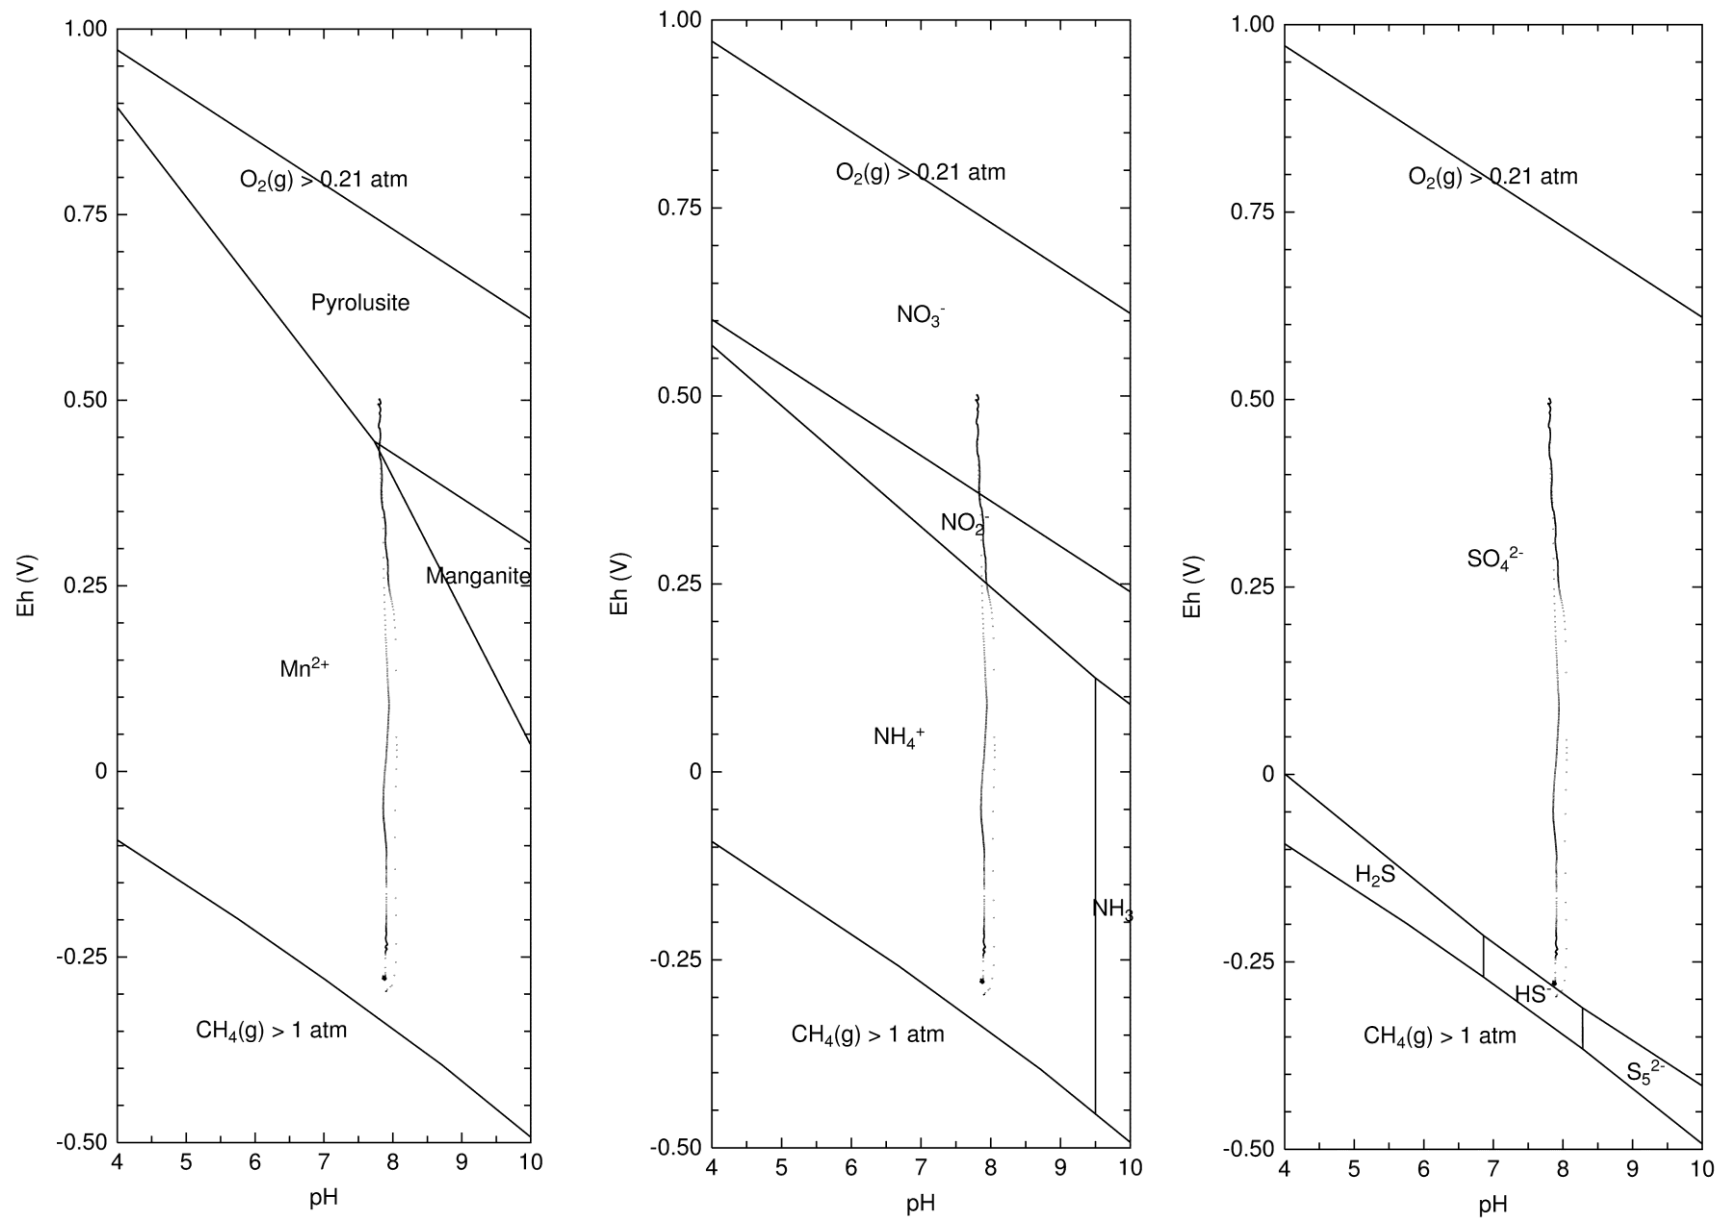 1.00
0.75
0.50
0.25
0
-0.25
-0.50
Eh (V)
O₂(g) > 0.21 atm
Pyrolusite
Manganite
Mn²⁺
CH₄(g) > 1 atm
4 5 6 7 8 9 10
pH
1.00
0.75
0.50
0.25
0
-0.25
-0.50
Eh (V)
O₂(g) > 0.21 atm
NO₃⁻
NO₂⁻
NH₄⁺
NH₃
CH₄(g) > 1 atm
4 5 6 7 8 9 10
pH
1.00
0.75
0.50
0.25
0
-0.25
-0.50
Eh (V)
O₂(g) > 0.21 atm
SO₄²⁻
H₂S
HS⁻
CH₄(g) > 1 atm
S₅²⁻
4 5 6 7 8 9 10
pH